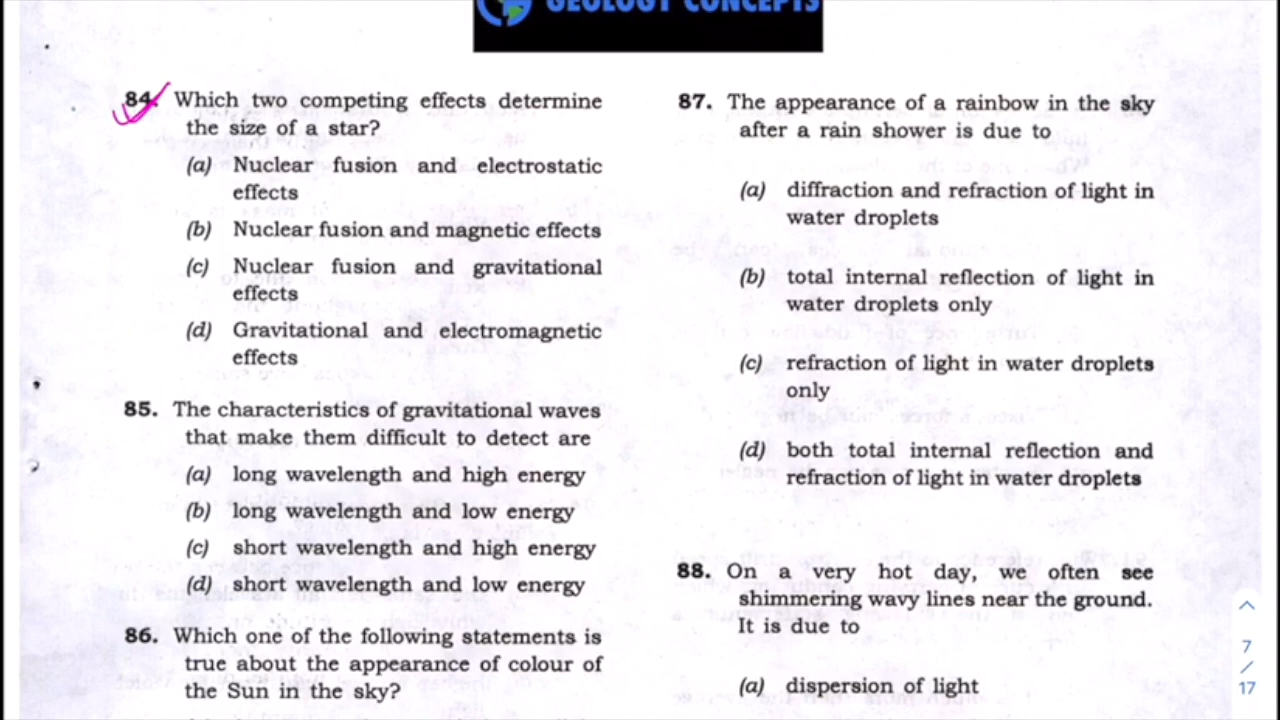 GEOLOGY CONCEPTS
84. Which two competing effects determine
the size of a star?
(a) Nuclear fusion and electrostatic
effects
(b) Nuclear fusion and magnetic effects
(c) Nuclear fusion and gravitational
effects
(d) Gravitational and electromagnetic
effects
85. The characteristics of gravitational waves
that make them difficult to detect are
(a) long wavelength and high energy
(b) long wavelength and low energy
(c) short wavelength and high energy
(d) short wavelength and low energy
86. Which one of the following statements is
true about the appearance of colour of
the Sun in the sky?
87. The appearance of a rainbow in the sky
after a rain shower is due to
(a) diffraction and refraction of light in
water droplets
(b) total internal reflection of light in
water droplets only
(c) refraction of light in water droplets
only
(d) both total internal reflection and
refraction of light in water droplets
88. On a very hot day, we often see
shimmering wavy lines near the ground.
It is due to
(a) dispersion of light
7
/
17